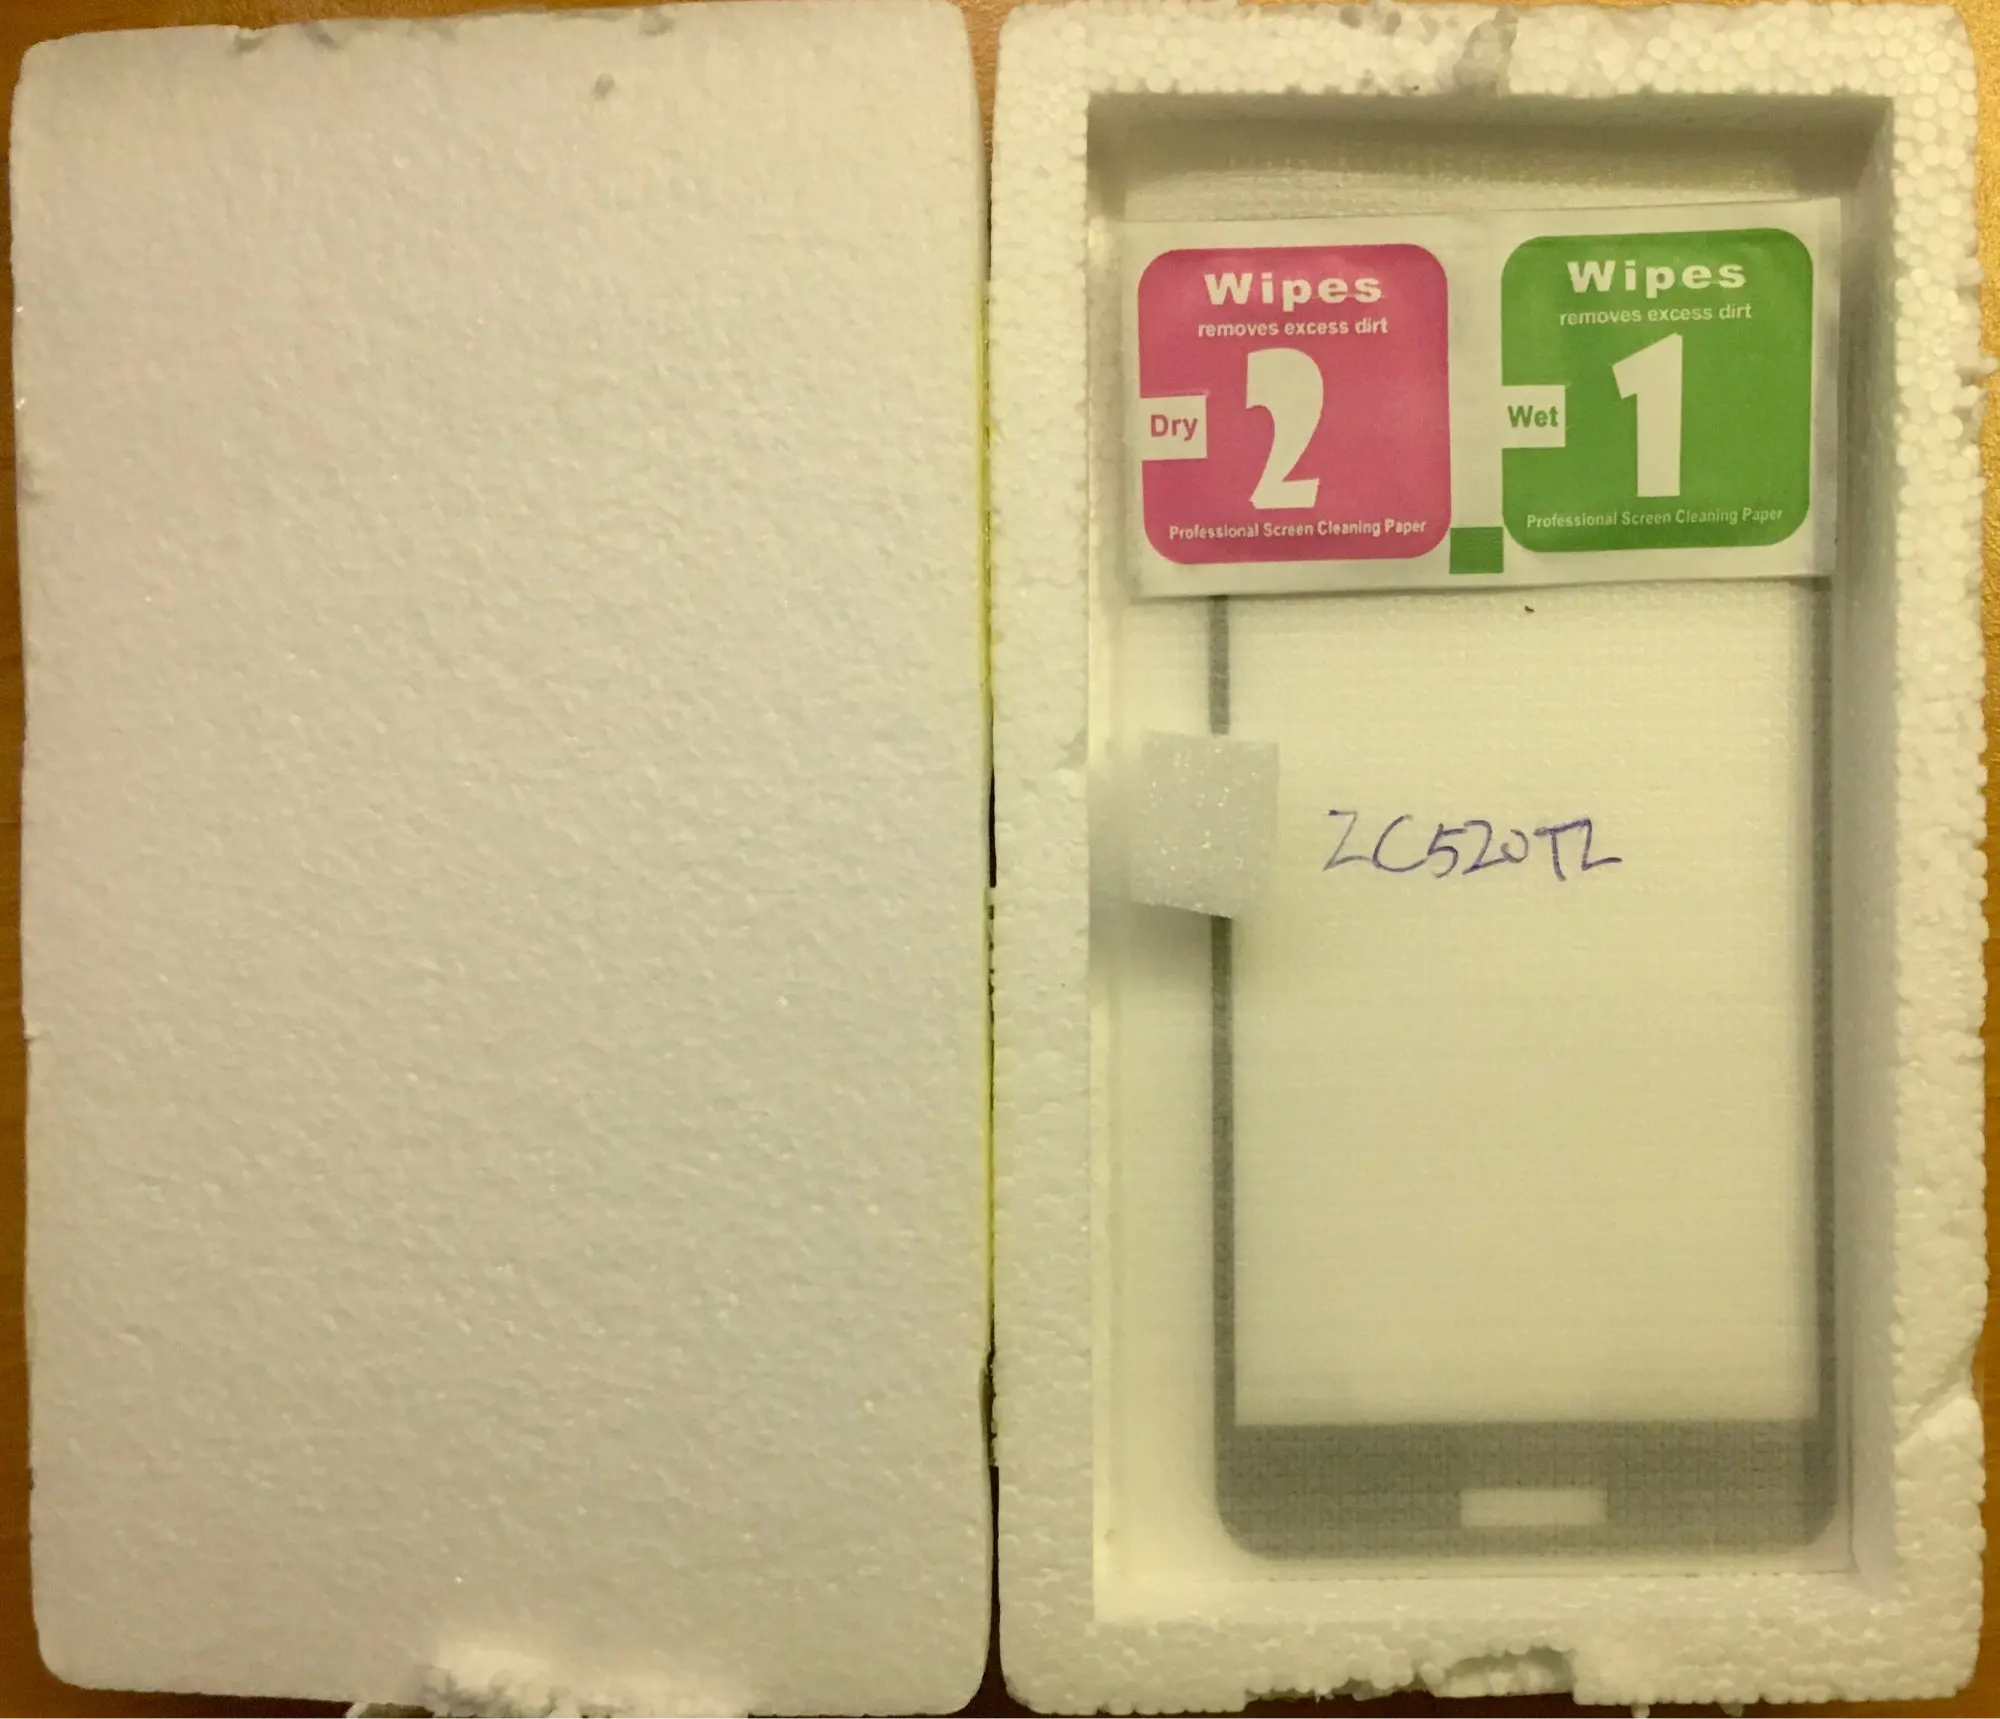 Wipes
removes excess dirt
Dry
2
Professional Screen Cleaning Paper
Wipes
removes excess dirt
Wet
1
Professional Screen Cleaning Paper
ZC520TL